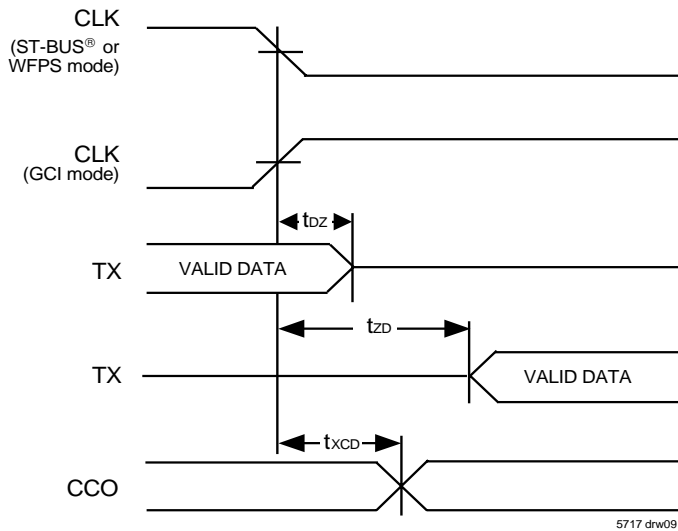 CLK
(ST-BUS® or
WFPS mode)
CLK
(GCI mode)
tDZ
TX
VALID DATA
tZD
TX
VALID DATA
tXCD
CCO
5717 drw09